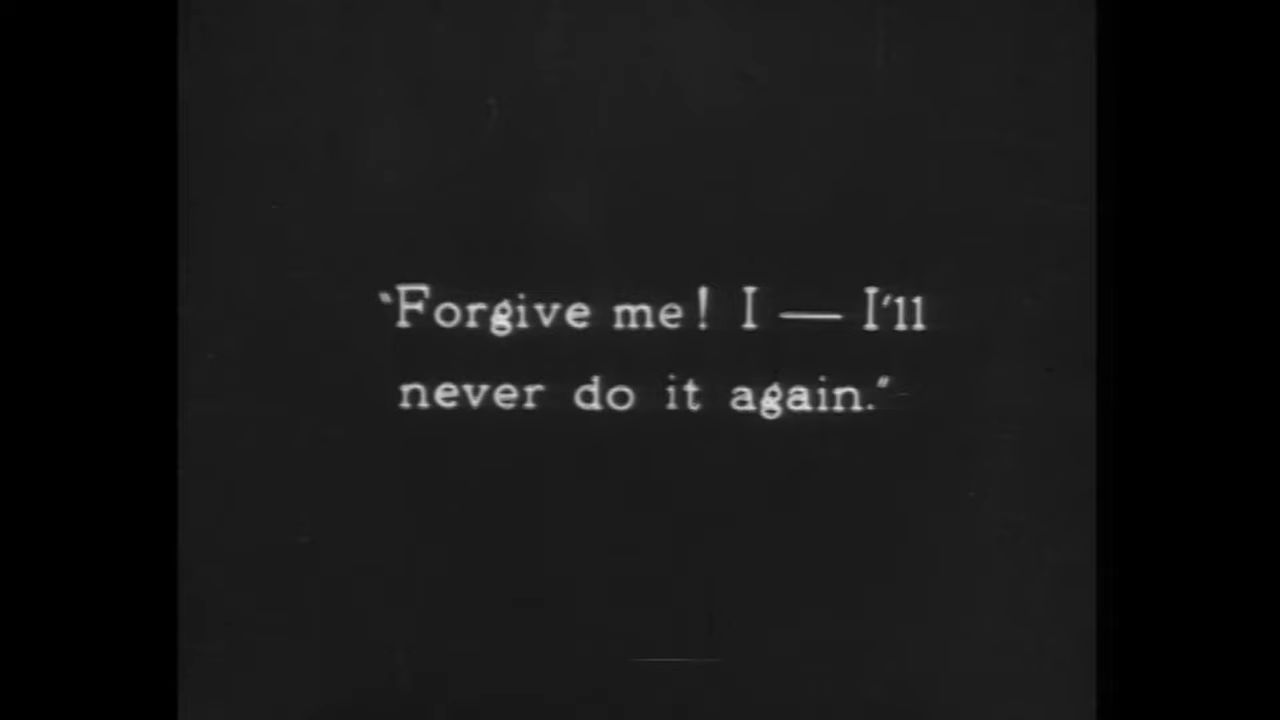 "Forgive me! I — I'll
never do it again."